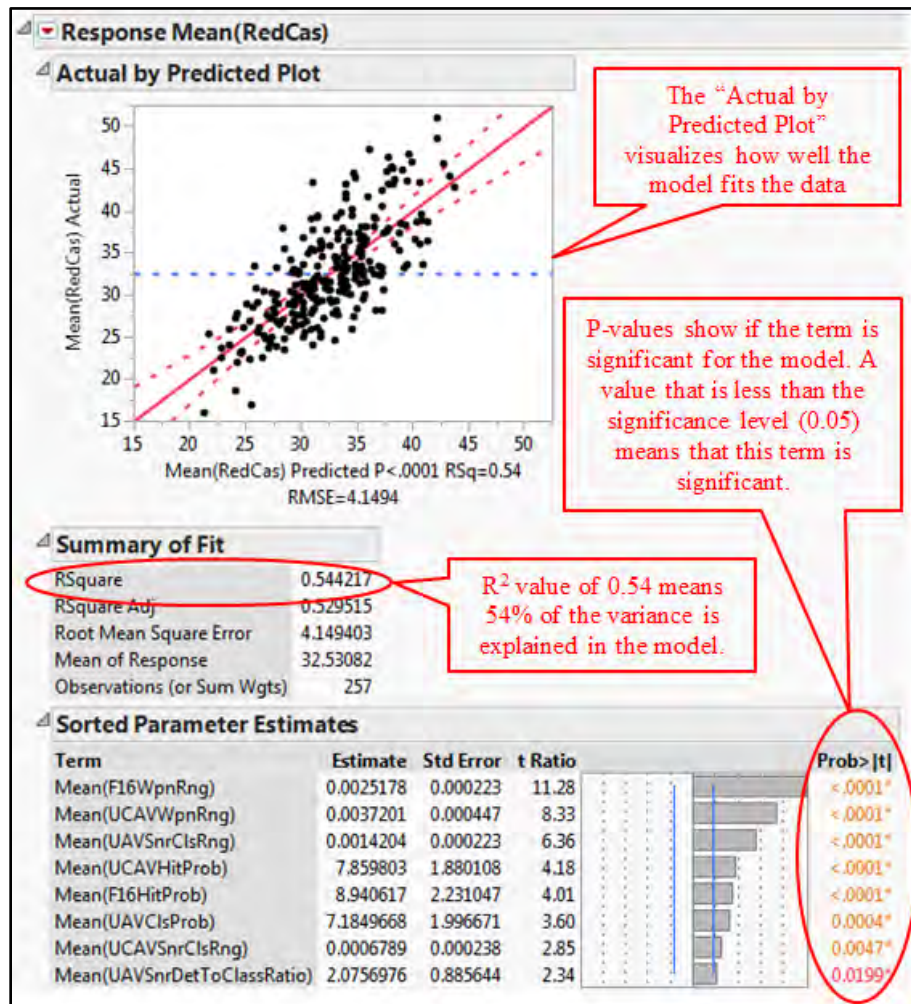 Response Mean(RedCas)
Actual by Predicted Plot
50
45
40
35
30
25
20
15
Mean(RedCas) Actual
15 20 25 30 35 40 45 50
Mean(RedCas) Predicted P<.0001 RSq=0.54
RMSE=4.1494
The “Actual by
Predicted Plot”
visualizes how well the
model fits the data
P-values show if the term is
significant for the model. A
value that is less than the
significance level (0.05)
means that this term is
significant.
Summary of Fit
RSquare 0.544217
RSquare Adj 0.529515
Root Mean Square Error 4.149403
Mean of Response 32.53082
Observations (or Sum Wgts) 257
R² value of 0.54 means
54% of the variance is
explained in the model.
Sorted Parameter Estimates
Term Estimate Std Error t Ratio Prob>|t|
Mean(F16WpnRng) 0.0025178 0.000223 11.28 <.0001*
Mean(UCAVWpnRng) 0.0037201 0.000447 8.33 <.0001*
Mean(UAVSnrClsRng) 0.0014204 0.000223 6.36 <.0001*
Mean(UCAVHitProb) 7.859803 1.880108 4.18 <.0001*
Mean(F16HitProb) 8.940617 2.231047 4.01 <.0001*
Mean(UAVClsProb) 7.1849668 1.996671 3.60 0.0004*
Mean(UCAVSnrClsRng) 0.0006789 0.000238 2.85 0.0047*
Mean(UAVSnrDetToClassRatio) 2.0756976 0.885644 2.34 0.0199*